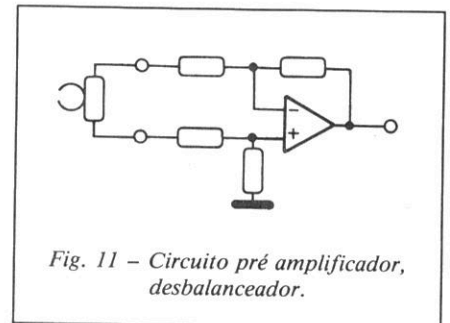 −
+
Fig. 11 – Circuito pré amplificador,
desbalanceador.